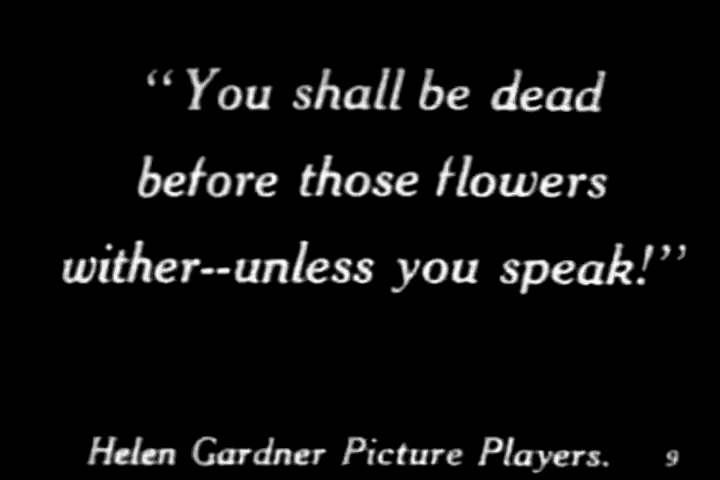 “You shall be dead
before those flowers
wither--unless you speak!”
Helen Gardner Picture Players. 9